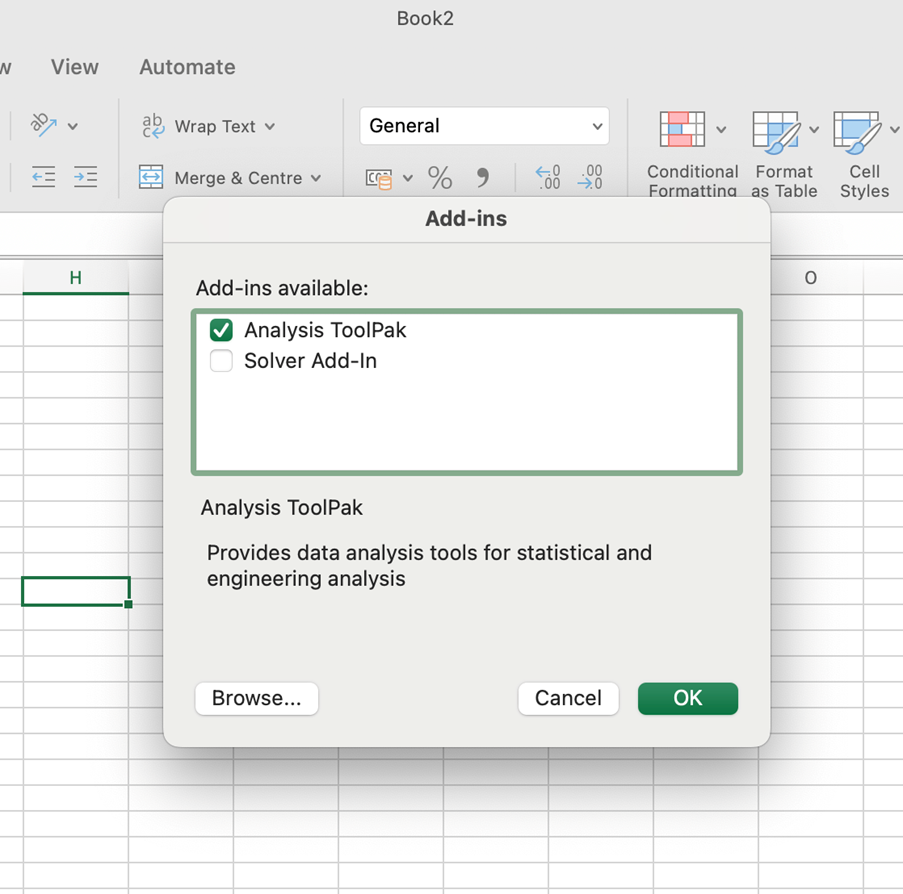 Book2
w View Automate
ab Wrap Text General
c
Merge & Centre % 0 .00
.00 0
Conditional Format Cell
Formatting as Table Styles
Add-ins
H O
Add-ins available:
Analysis ToolPak
Solver Add-In
Analysis ToolPak
Provides data analysis tools for statistical and
engineering analysis
Browse... Cancel OK